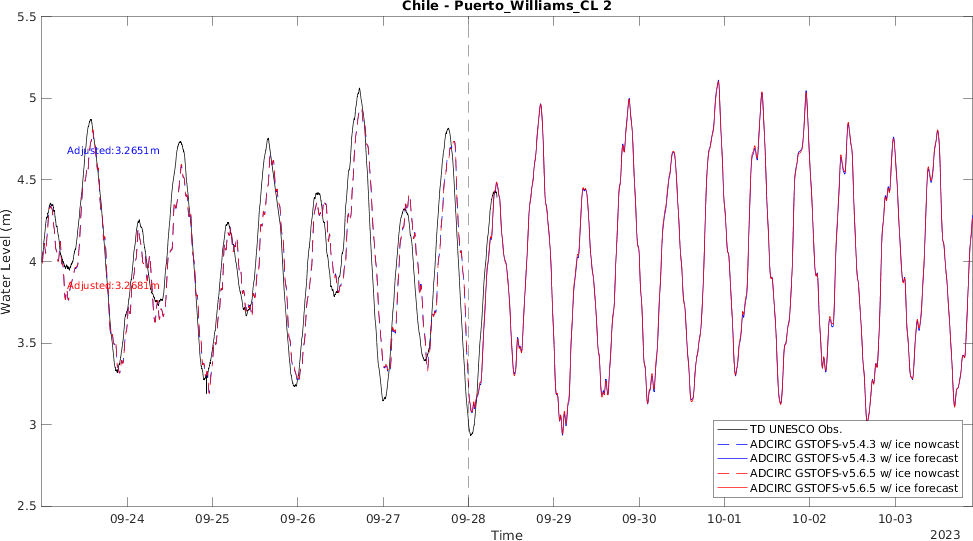 Chile - Puerto_Williams_CL 2
5.5
5
4.5
4
3.5
3
2.5
Water Level (m)
Adjusted:3.2651m
Adjusted:3.2681m
TD UNESCO Obs.
ADCIRC GSTOFS-v5.4.3 w/ ice nowcast
ADCIRC GSTOFS-v5.4.3 w/ ice forecast
ADCIRC GSTOFS-v5.6.5 w/ ice nowcast
ADCIRC GSTOFS-v5.6.5 w/ ice forecast
09-24 09-25 09-26 09-27 09-28 09-29 09-30 10-01 10-02 10-03
Time
2023